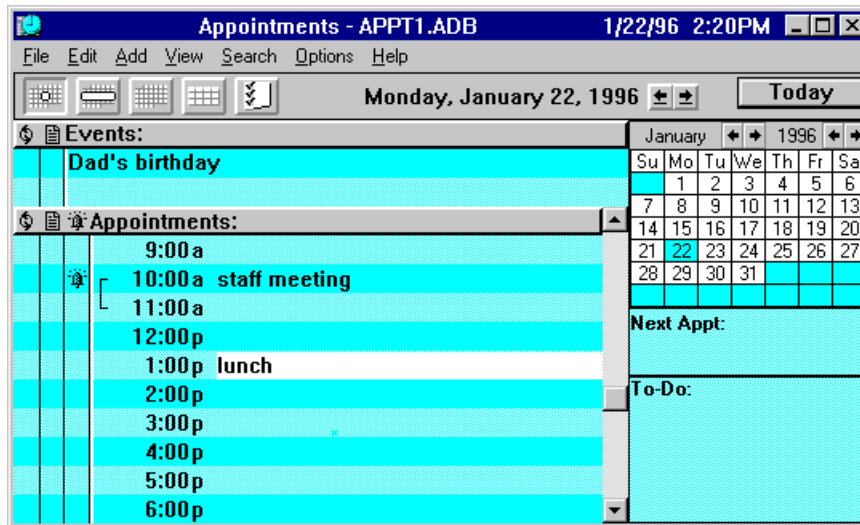 Appointments - APPT1.ADB 1/22/96 2:20PM
File Edit Add View Search Options Help
Monday, January 22, 1996 Today
Events:
Dad's birthday
Appointments:
9:00a
10:00a staff meeting
11:00a
12:00p
1:00p lunch
2:00p
3:00p
4:00p
5:00p
6:00p
January 1996
Su Mo Tu We Th Fr Sa
1 2 3 4 5 6
7 8 9 10 11 12 13
14 15 16 17 18 19 20
21 22 23 24 25 26 27
28 29 30 31
Next Appt:
To-Do: